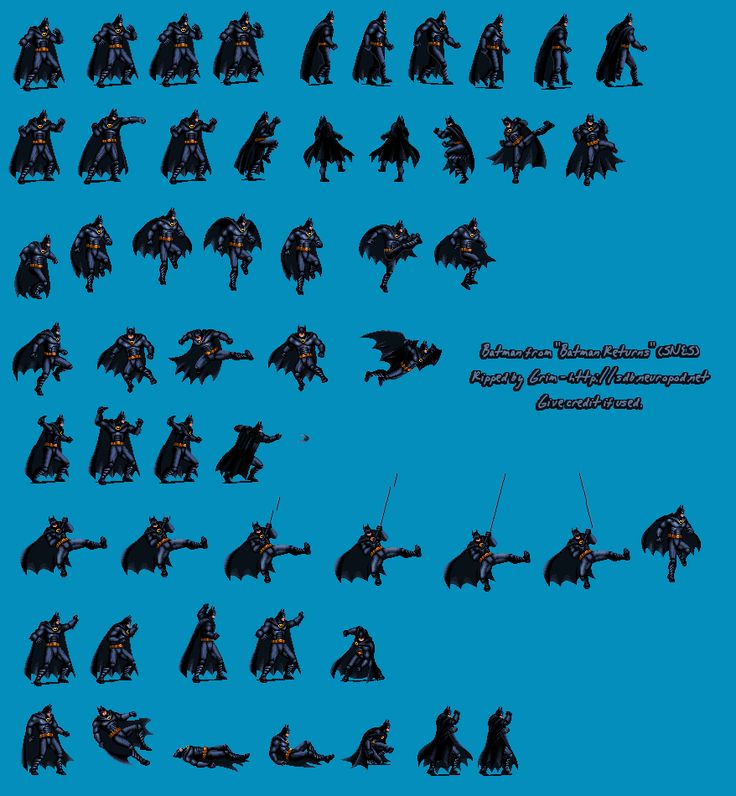 Batman from "Batman Returns" (SNES)
Ripped by Grim - http://sdb.neuropod.net
Give credit if used.